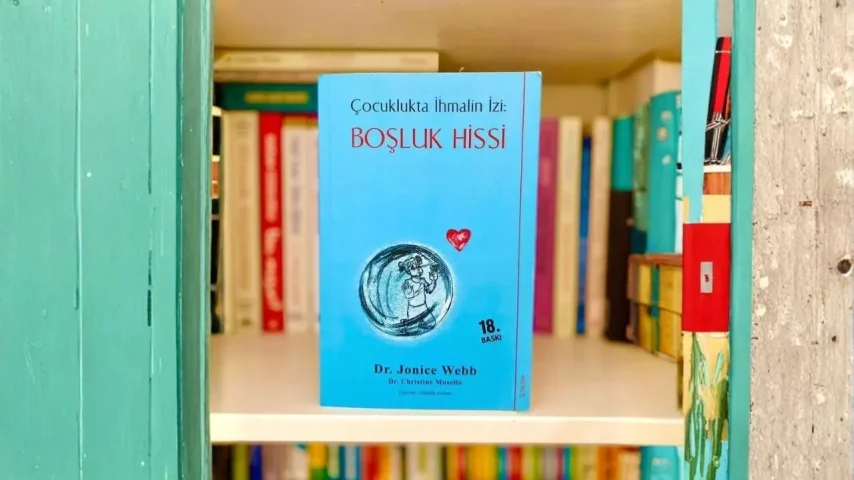 Çocuklukta İhmalin İzi:
BOŞLUK HİSSİ
18.
BASKI
Dr. Jonice Webb
Dr. Christine Musello